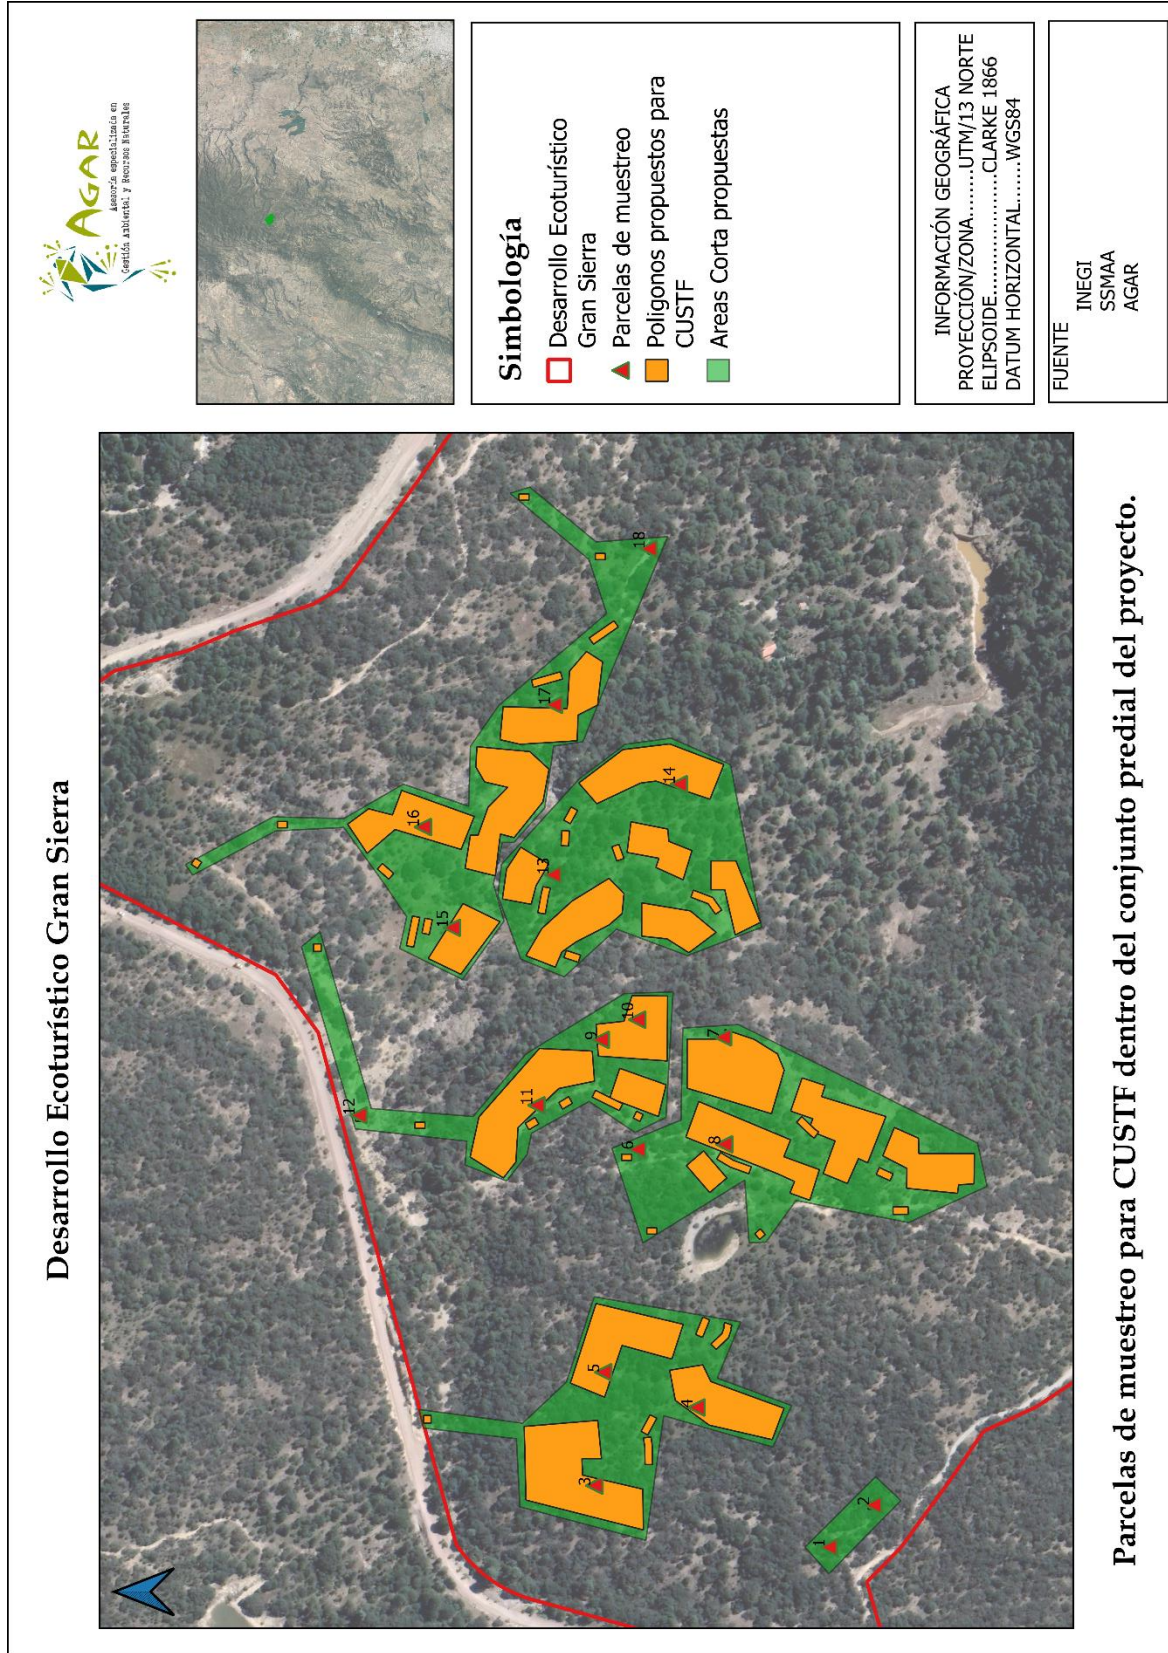 Desarrollo Ecoturístico Gran Sierra
AGAR
Asesoría especializada en
Gestión Ambiental y Recursos Naturales
Simbología
Desarrollo Ecoturístico
Gran Sierra
Parcelas de muestreo
Poligonos propuestos para
CUSTF
Areas Corta propuestas
INFORMACIÓN GEOGRÁFICA
PROYECCIÓN/ZONA.........UTM/13 NORTE
ELIPSOIDE.......................CLARKE 1866
DATUM HORIZONTAL........WGS84
FUENTE
INEGI
SSMAA
AGAR
1
2
3
4
5
6
7
8
9
10
11
12
13
14
15
16
17
18
Parcelas de muestreo para CUSTF dentro del conjunto predial del proyecto.